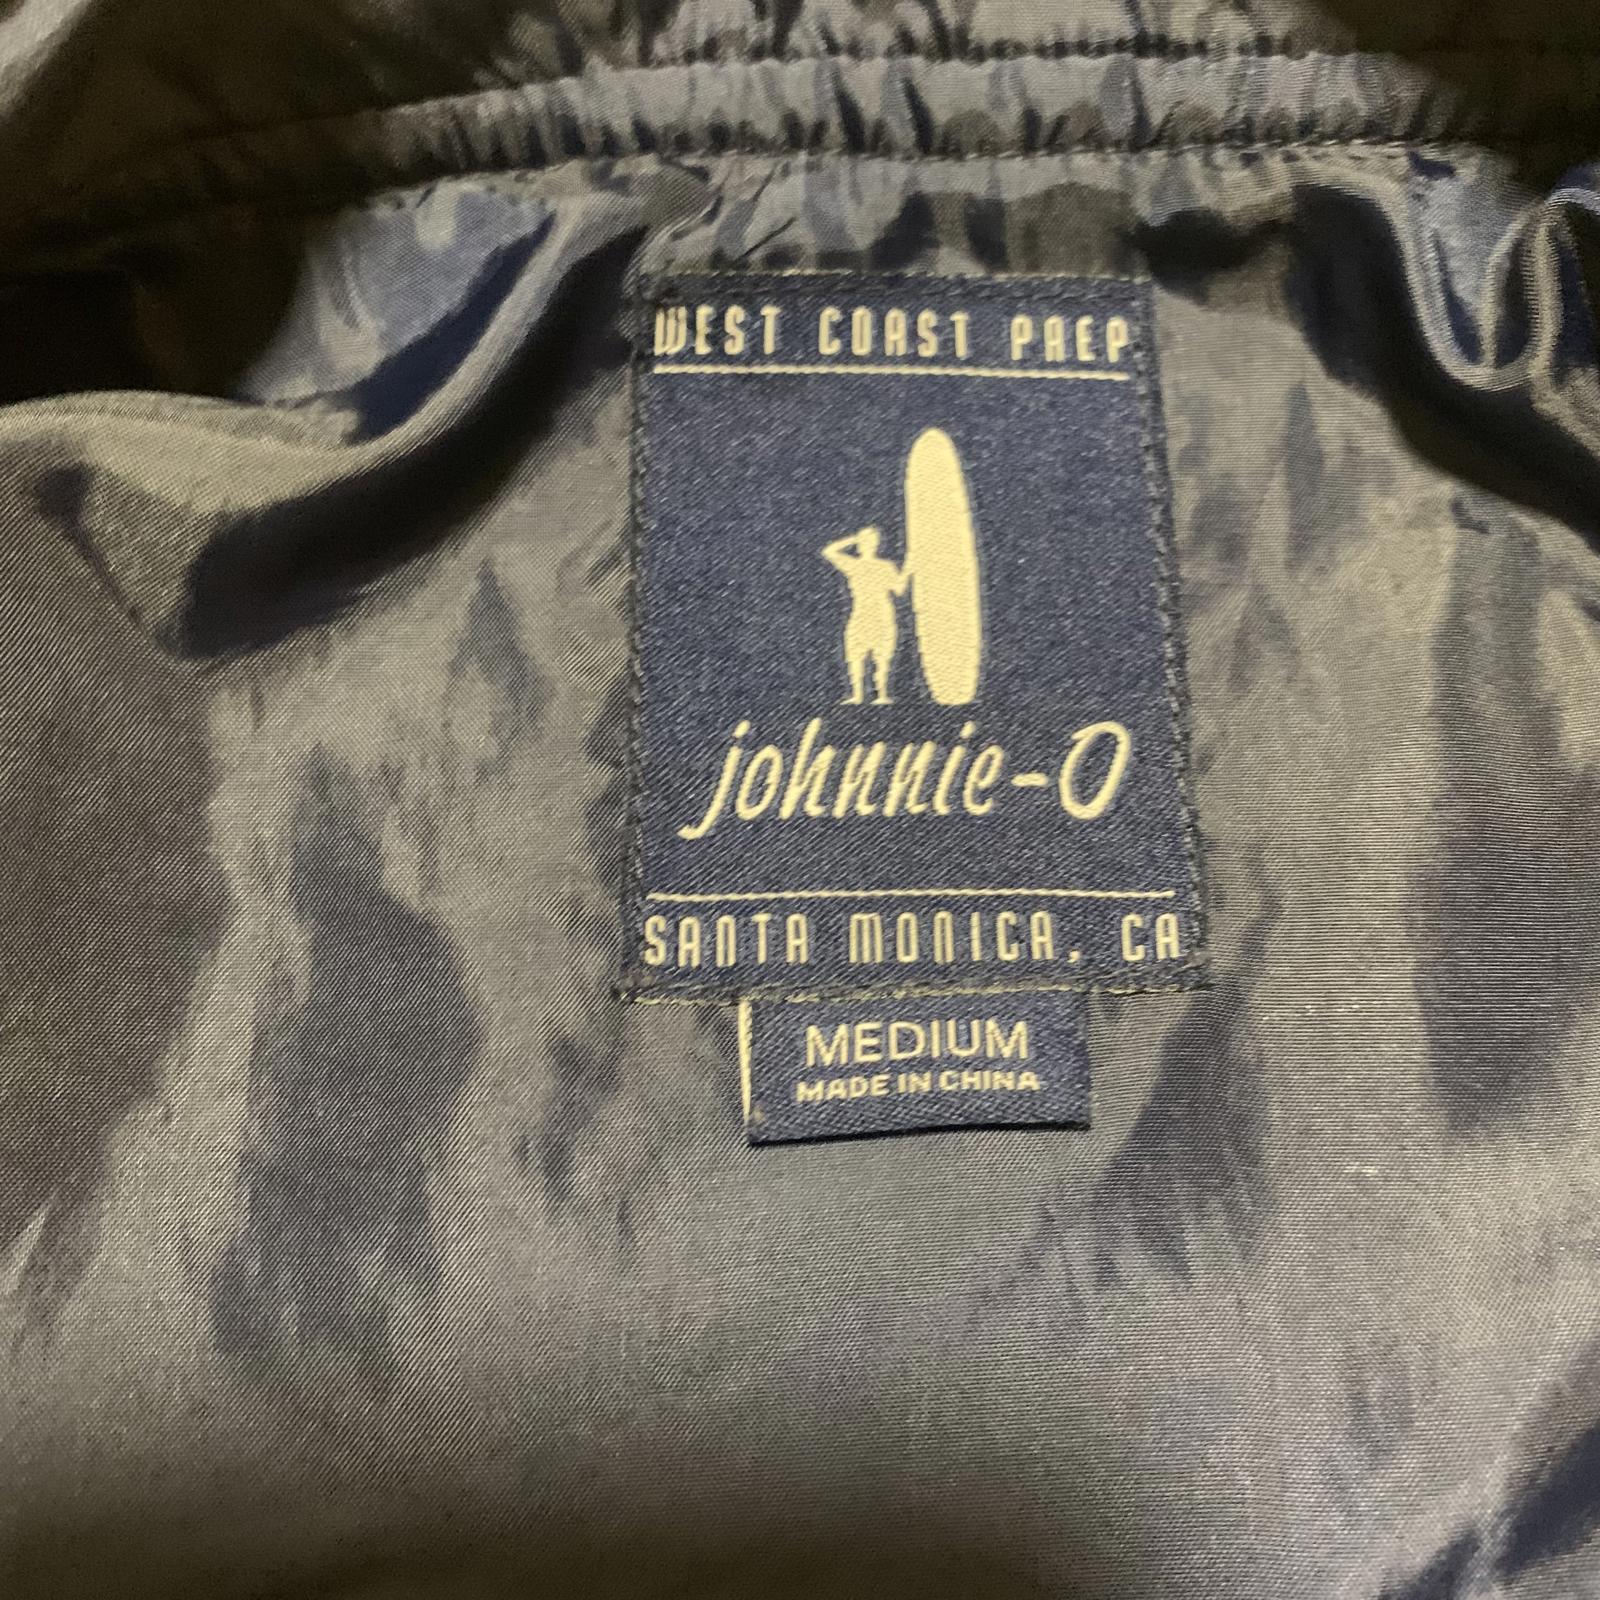 WEST COAST PREP
johnnie-O
SANTA MONICA, CA
MEDIUM
MADE IN CHINA